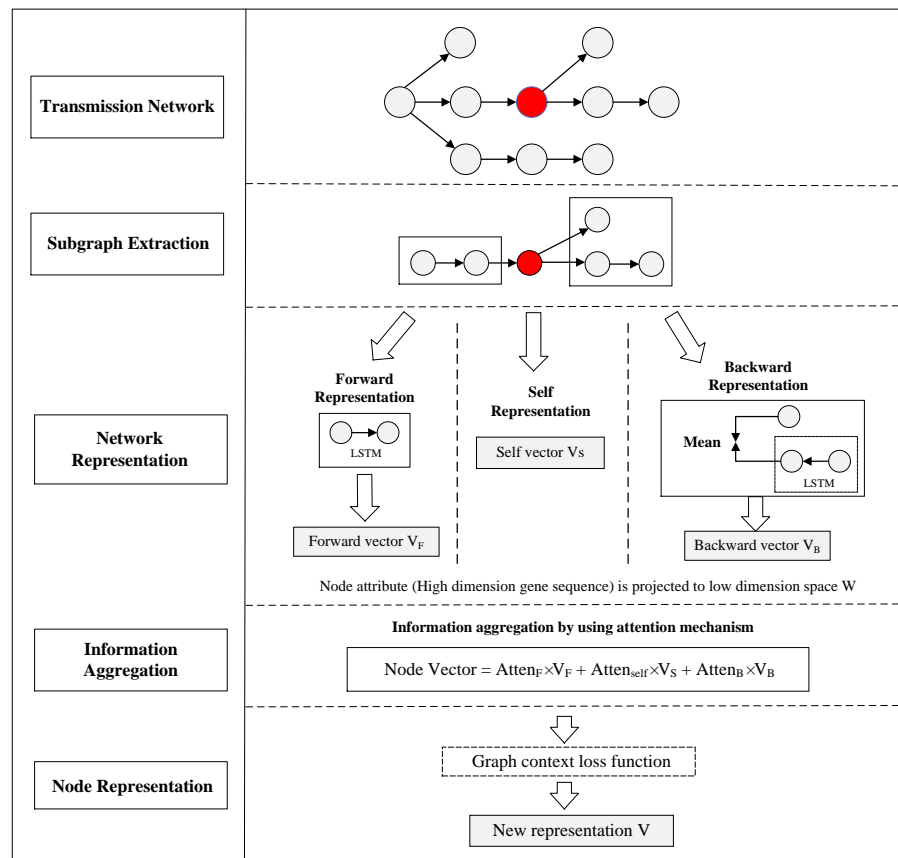 Transmission Network
Subgraph Extraction
Network
Representation
Forward
Representation
LSTM
Forward vector V_F
Self
Representation
Self vector Vs
Backward
Representation
Mean
LSTM
Backward vector V_B
Node attribute (High dimension gene sequence) is projected to low dimension space W
Information
Aggregation
Information aggregation by using attention mechanism
Node Vector = Atten_F×V_F + Atten_self×V_S + Atten_B×V_B
Node Representation
Graph context loss function
New representation V